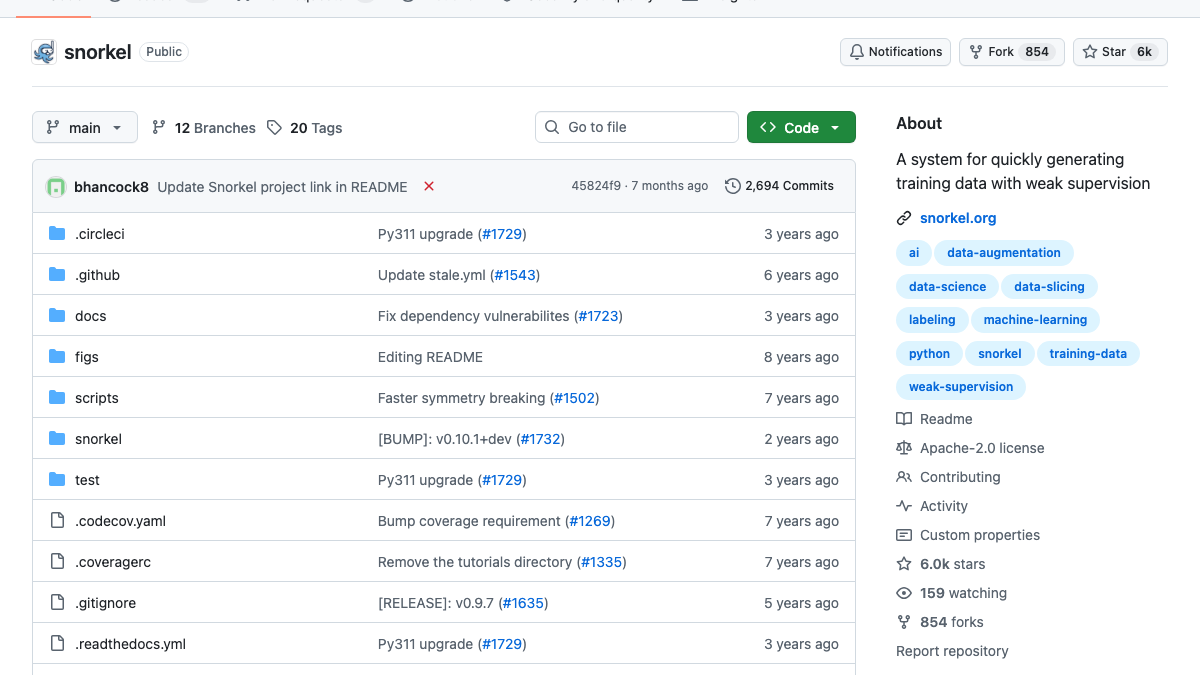 snorkel Public
Notifications Fork 854 Star 6k
main 12 Branches 20 Tags Go to file Code
bhancock8 Update Snorkel project link in README 45824f9 · 7 months ago 2,694 Commits
.circleci Py311 upgrade (#1729) 3 years ago
.github Update stale.yml (#1543) 6 years ago
docs Fix dependency vulnerabilites (#1723) 3 years ago
figs Editing README 8 years ago
scripts Faster symmetry breaking (#1502) 7 years ago
snorkel [BUMP]: v0.10.1+dev (#1732) 2 years ago
test Py311 upgrade (#1729) 3 years ago
.codecov.yaml Bump coverage requirement (#1269) 7 years ago
.coveragerc Remove the tutorials directory (#1335) 7 years ago
.gitignore [RELEASE]: v0.9.7 (#1635) 5 years ago
.readthedocs.yml Py311 upgrade (#1729) 3 years ago
About
A system for quickly generating
training data with weak supervision
snorkel.org
ai data-augmentation
data-science data-slicing
labeling machine-learning
python snorkel training-data
weak-supervision
Readme
Apache-2.0 license
Contributing
Activity
Custom properties
6.0k stars
159 watching
854 forks
Report repository